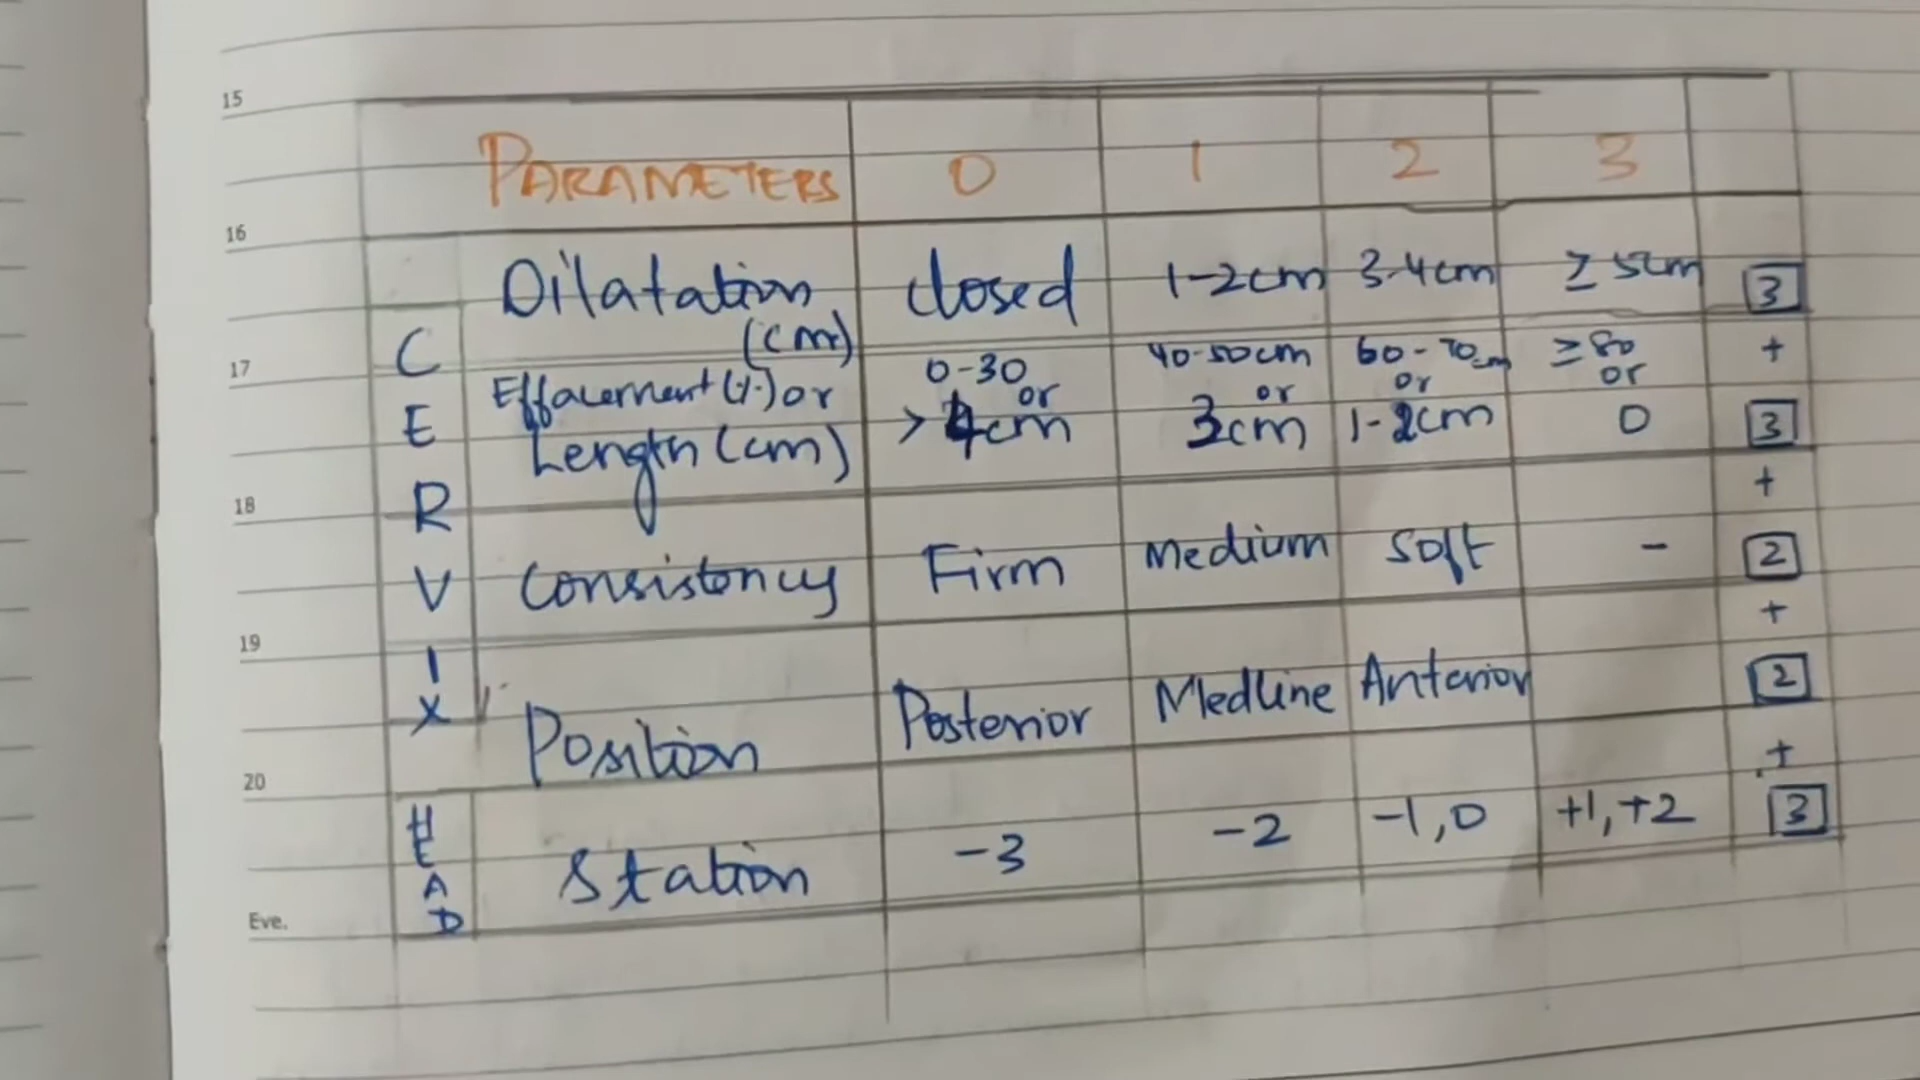 15
PARAMETERS 0 1 2 3
16
Dilatation closed 1-2cm 3-4cm ≥ 5cm 3
(cm)
17 C 0-30 40-50cm 60-70cm ≥ 80 +
Effacement (%) or or or or or
E Length (cm) > 4cm 3cm 1-2cm 0 3
18 R +
V Consistency Firm Medium Soft - 2
19 +
I
X Position Posterior Medline Anterior 2
20 +
H
E Station -3 -2 -1,0 +1,+2 3
A
Eve. D